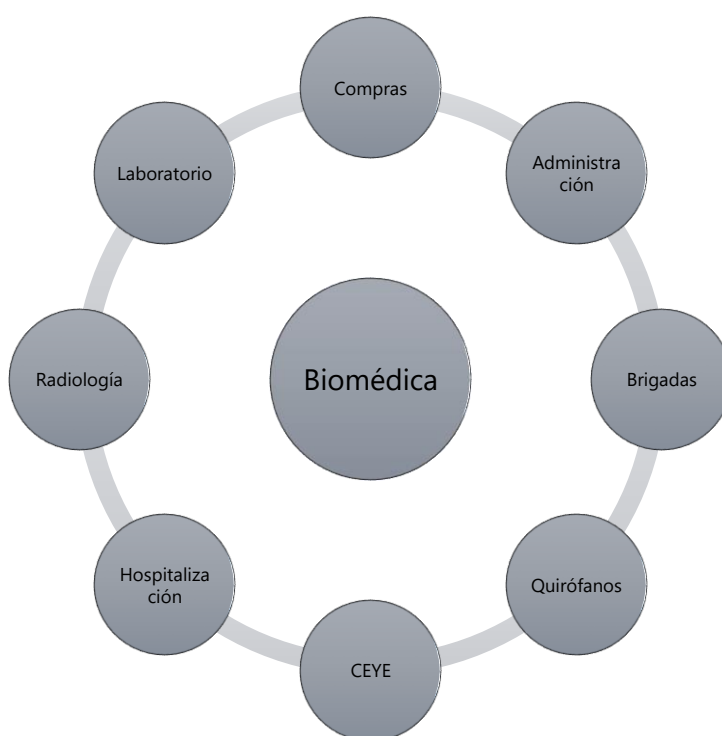 Compras
Administra
ción
Laboratorio
Biomédica
Radiología
Brigadas
Hospitaliza
ción
Quirófanos
CEYE